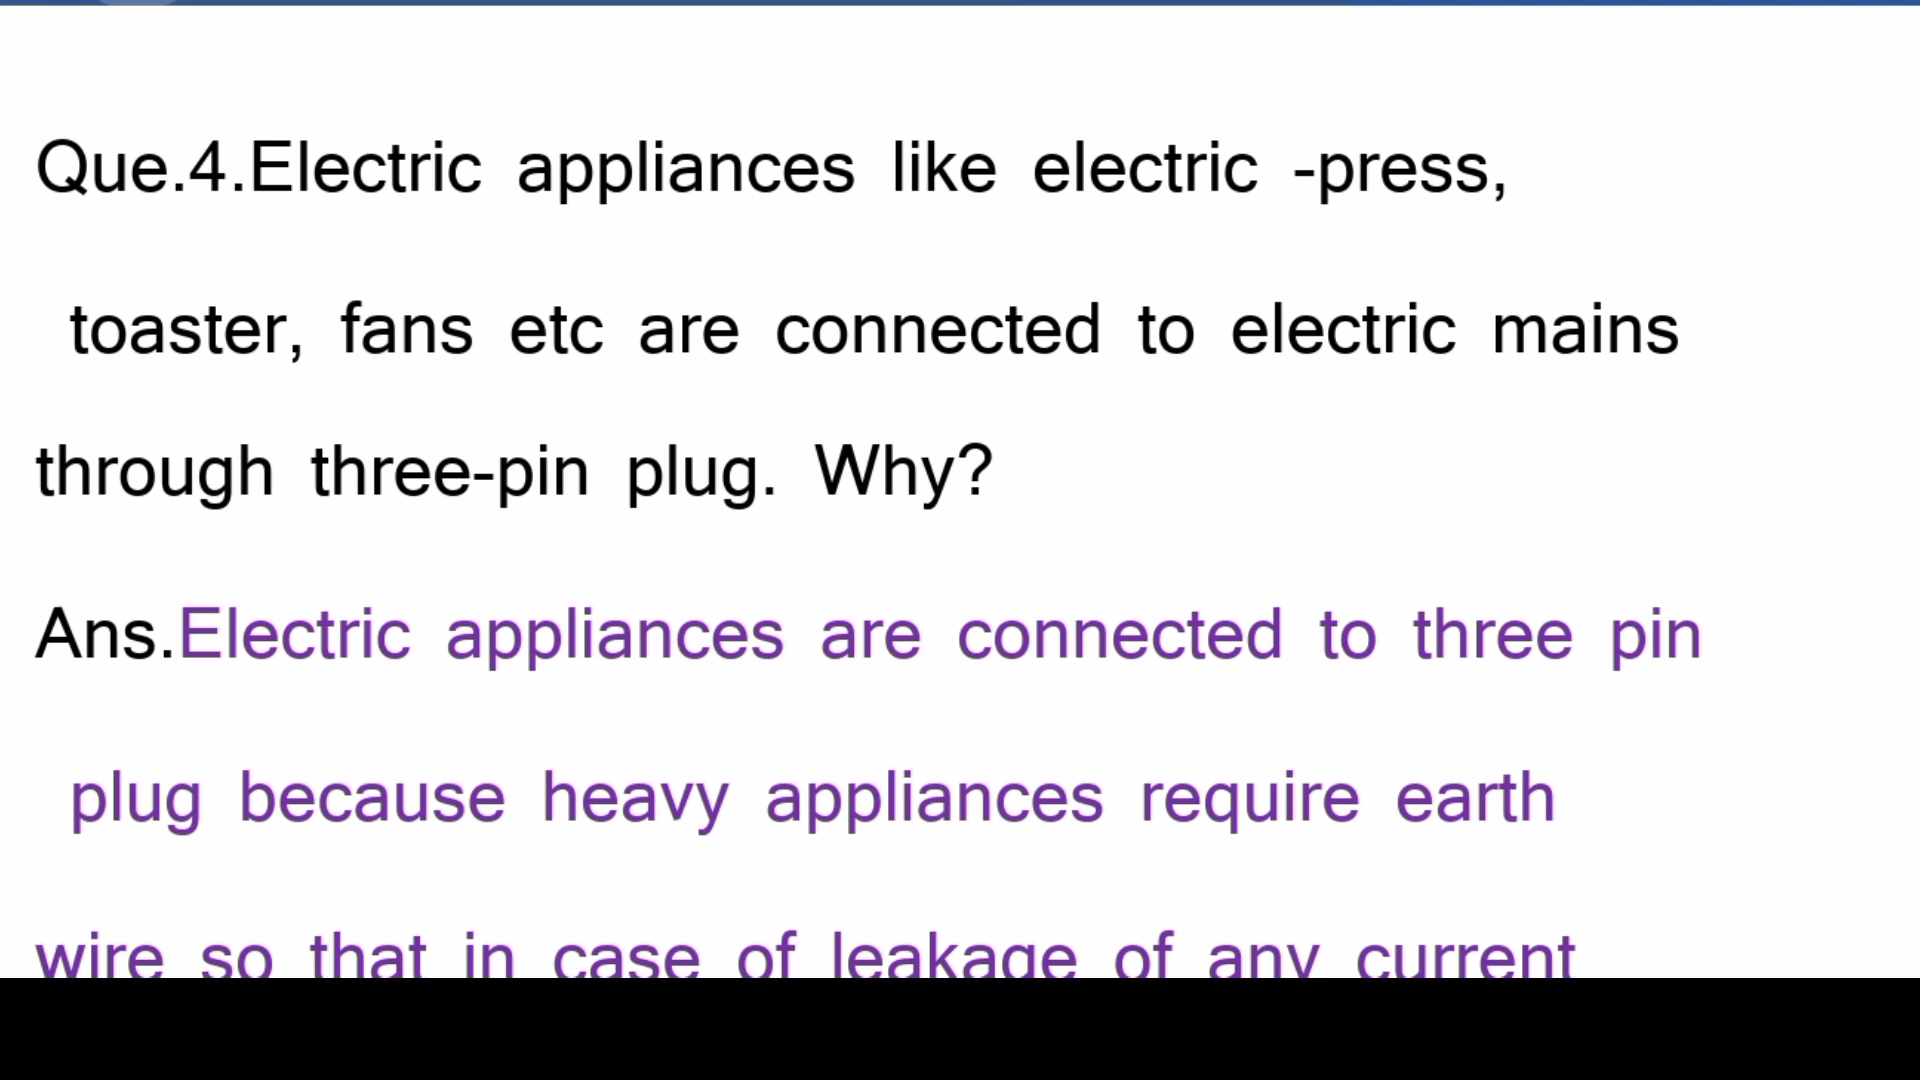 Que.4.Electric appliances like electric -press,
toaster, fans etc are connected to electric mains
through three-pin plug. Why?
Ans.Electric appliances are connected to three pin
plug because heavy appliances require earth
wire so that in case of leakage of any current